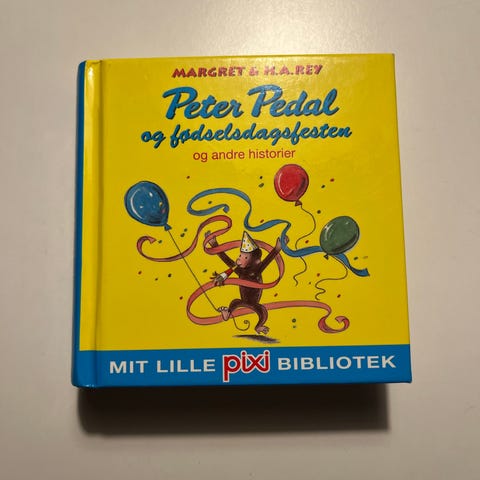 MARGRET & H.A.REY
Peter Pedal
og fødselsdagsfesten
og andre historier
MIT LILLE pixi BIBLIOTEK